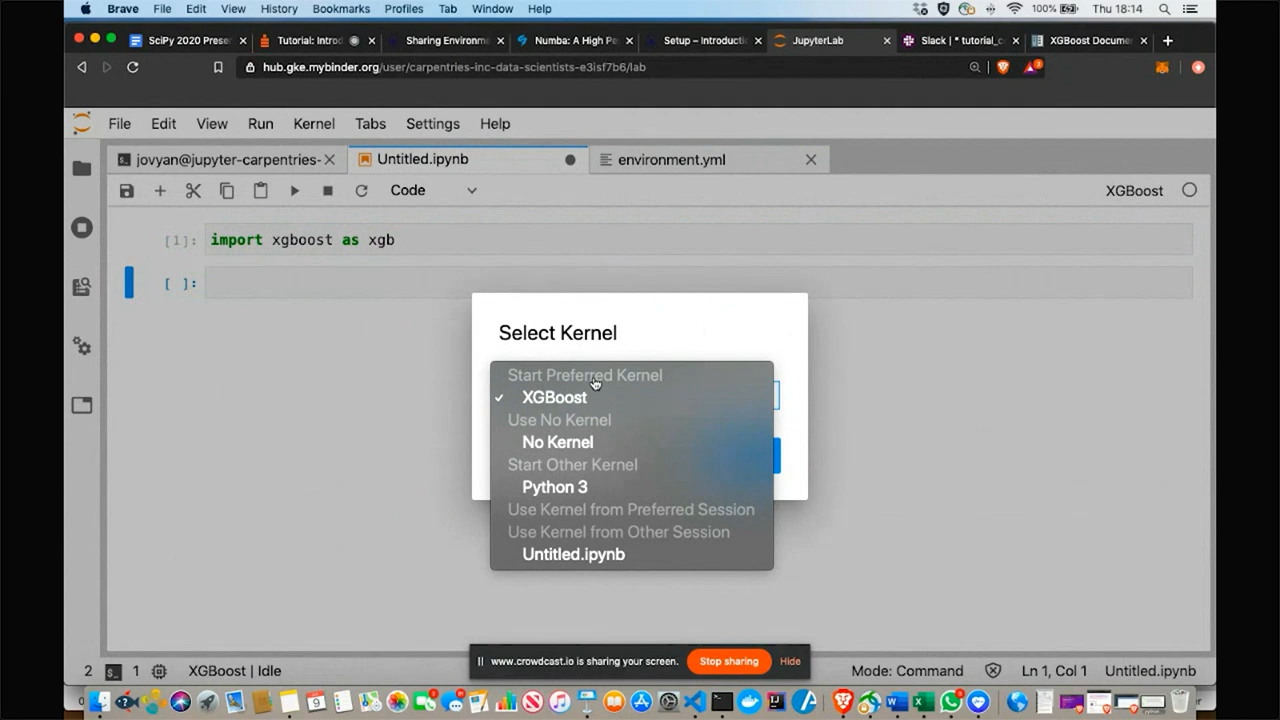 Brave File Edit View History Bookmarks Profiles Tab Window Help 100% Thu 18:14
SciPy 2020 Prese Tutorial: Introd Sharing Environme Numba: A High Pe Setup – Introductio JupyterLab Slack | * tutorial_c XGBoost Documen
hub.gke.mybinder.org/user/carpentries-inc-data-scientists-e3isf7b6/lab
File Edit View Run Kernel Tabs Settings Help
jovyan@jupyter-carpentries- Untitled.ipynb environment.yml
Code XGBoost
[1]: import xgboost as xgb
[ ]:
Select Kernel
Start Preferred Kernel
✓ XGBoost
Use No Kernel
No Kernel
Start Other Kernel
Python 3
Use Kernel from Preferred Session
Use Kernel from Other Session
Untitled.ipynb
www.crowdcast.io is sharing your screen. Stop sharing Hide
2 1 XGBoost | Idle Mode: Command Ln 1, Col 1 Untitled.ipynb